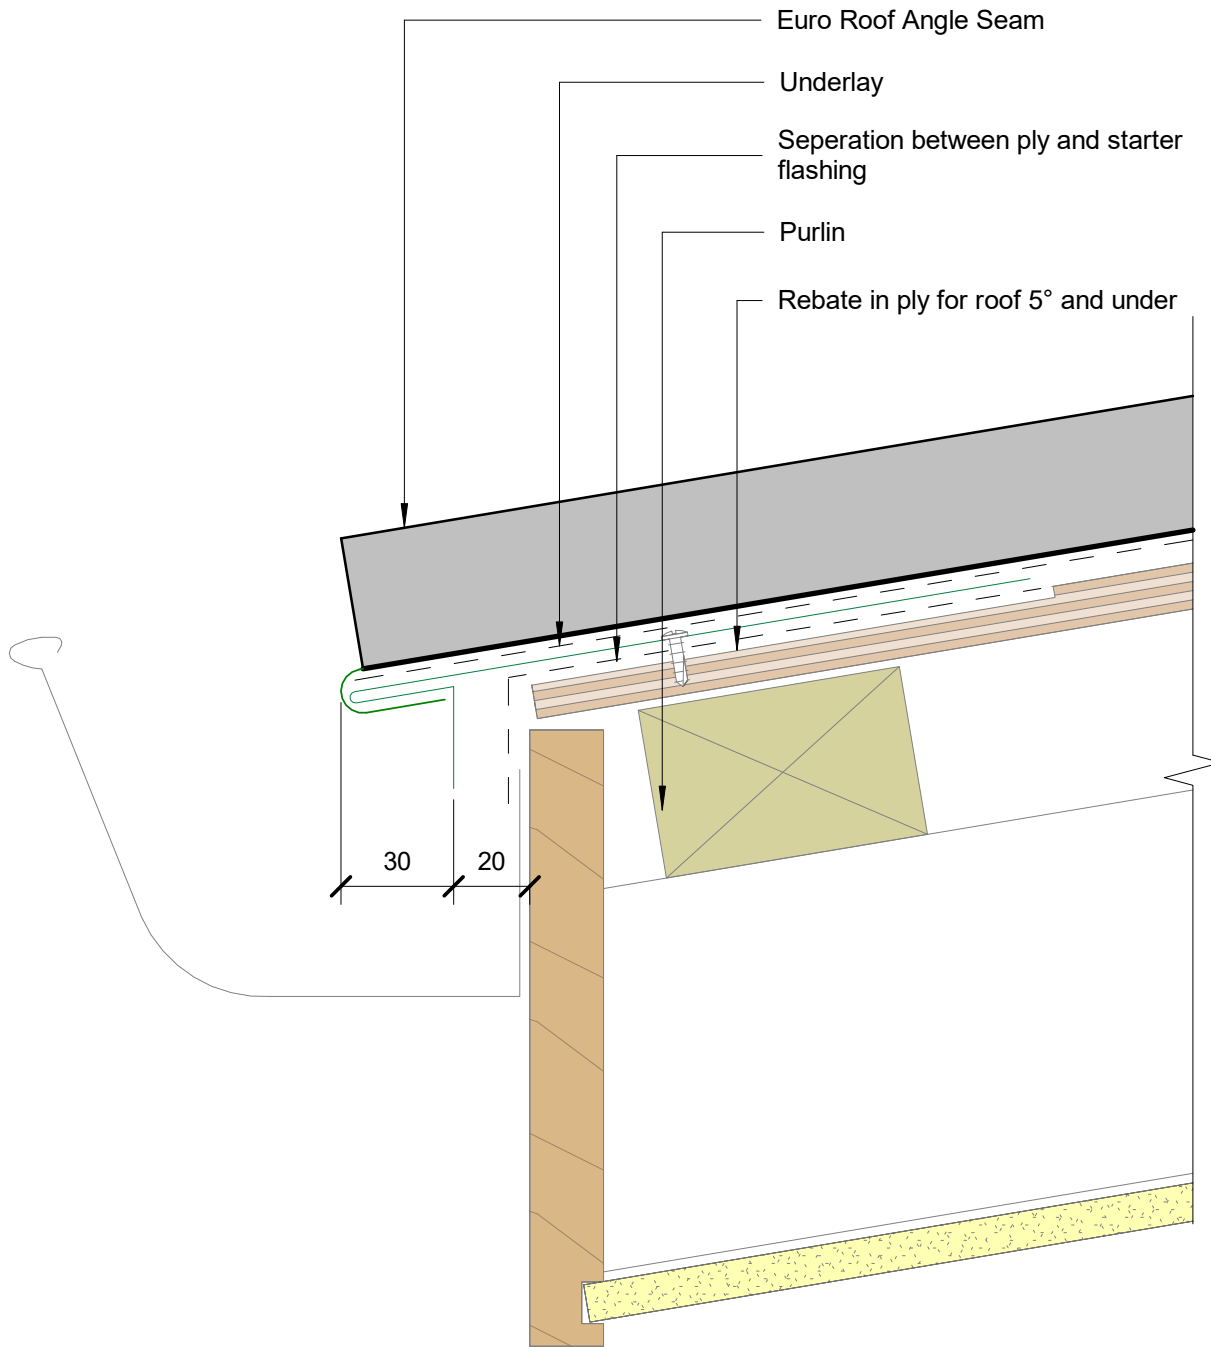 Euro Roof Angle Seam
Underlay
Seperation between ply and starter
flashing
Purlin
Rebate in ply for roof 5° and under
30
20